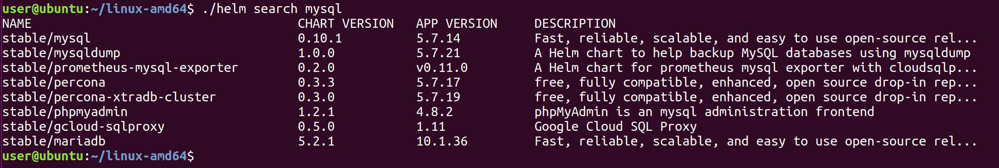 user@ubuntu:~/linux-amd64$ ./helm search mysql
NAME CHART VERSION APP VERSION DESCRIPTION
stable/mysql 0.10.1 5.7.14 Fast, reliable, scalable, and easy to use open-source rel...
stable/mysqldump 1.0.0 5.7.21 A Helm chart to help backup MySQL databases using mysqldump
stable/prometheus-mysql-exporter 0.2.0 v0.11.0 A Helm chart for prometheus mysql exporter with cloudsqlp...
stable/percona 0.3.3 5.7.17 free, fully compatible, enhanced, open source drop-in rep...
stable/percona-xtradb-cluster 0.3.0 5.7.19 free, fully compatible, enhanced, open source drop-in rep...
stable/phpmyadmin 1.2.1 4.8.2 phpMyAdmin is an mysql administration frontend
stable/gcloud-sqlproxy 0.5.0 1.11 Google Cloud SQL Proxy
stable/mariadb 5.2.1 10.1.36 Fast, reliable, scalable, and easy to use open-source rel...
user@ubuntu:~/linux-amd64$